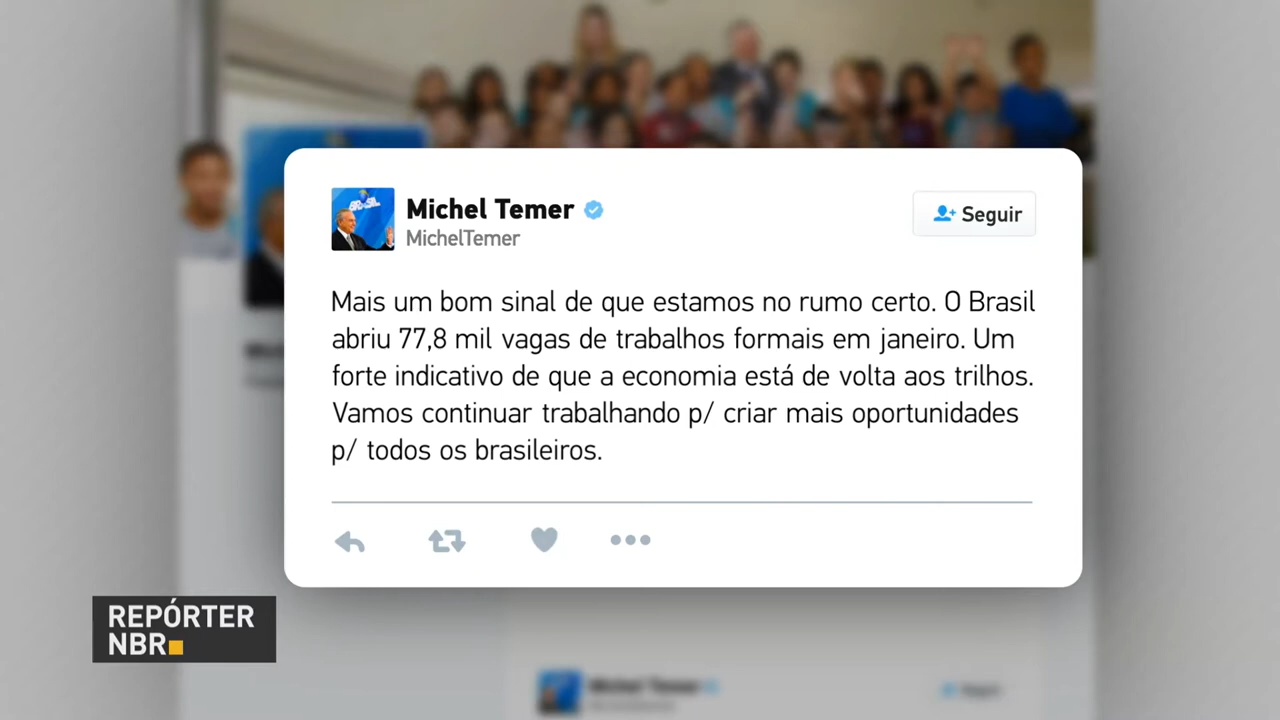 Michel Temer
MichelTemer
Seguir
Mais um bom sinal de que estamos no rumo certo. O Brasil
abriu 77,8 mil vagas de trabalhos formais em janeiro. Um
forte indicativo de que a economia está de volta aos trilhos.
Vamos continuar trabalhando p/ criar mais oportunidades
p/ todos os brasileiros.
REPÓRTER
NBR
Michel Temer